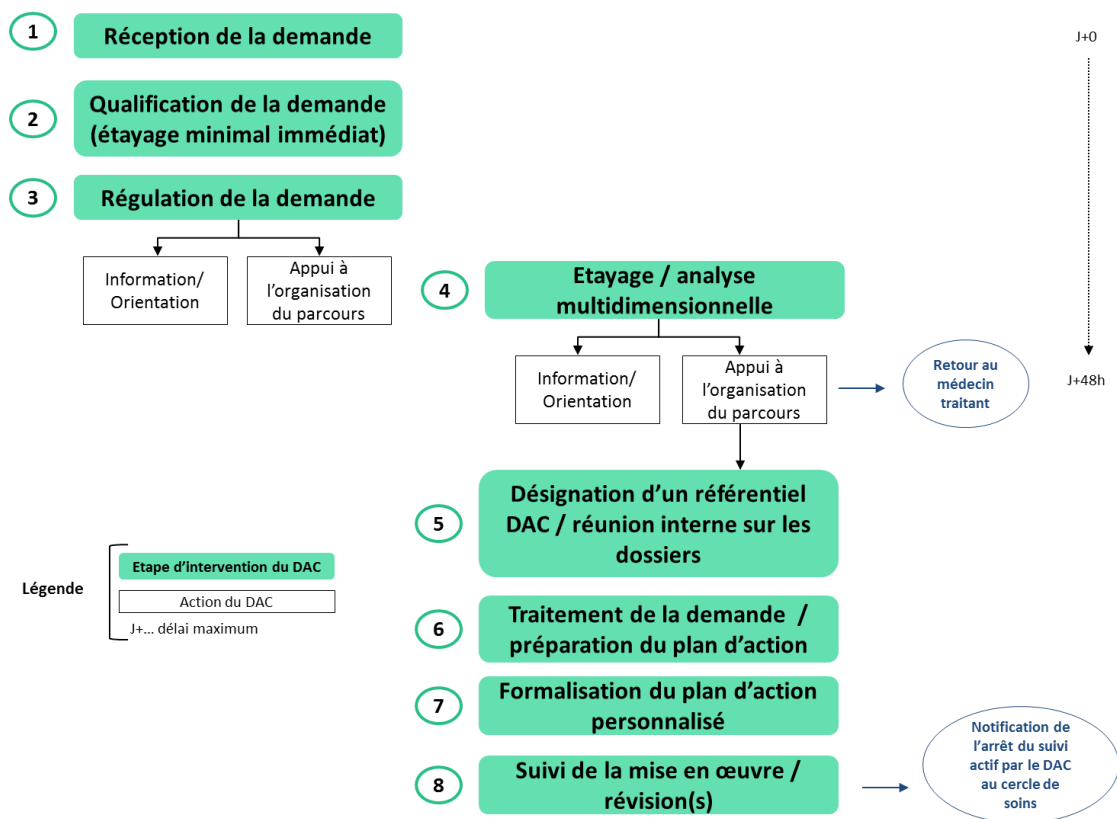 1
Réception de la demande
J+0
2
Qualification de la demande
(étayage minimal immédiat)
3
Régulation de la demande
Information/
Orientation
Appui à
l’organisation
du parcours
4
Etayage / analyse
multidimensionnelle
Information/
Orientation
Appui à
l’organisation
du parcours
Retour au
médecin
traitant
J+48h
5
Désignation d’un référentiel
DAC / réunion interne sur les
dossiers
Légende
Etape d’intervention du DAC
Action du DAC
J+... délai maximum
6
Traitement de la demande /
préparation du plan d’action
7
Formalisation du plan d’action
personnalisé
8
Suivi de la mise en œuvre /
révision(s)
Notification de
l’arrêt du suivi
actif par le DAC
au cercle de
soins